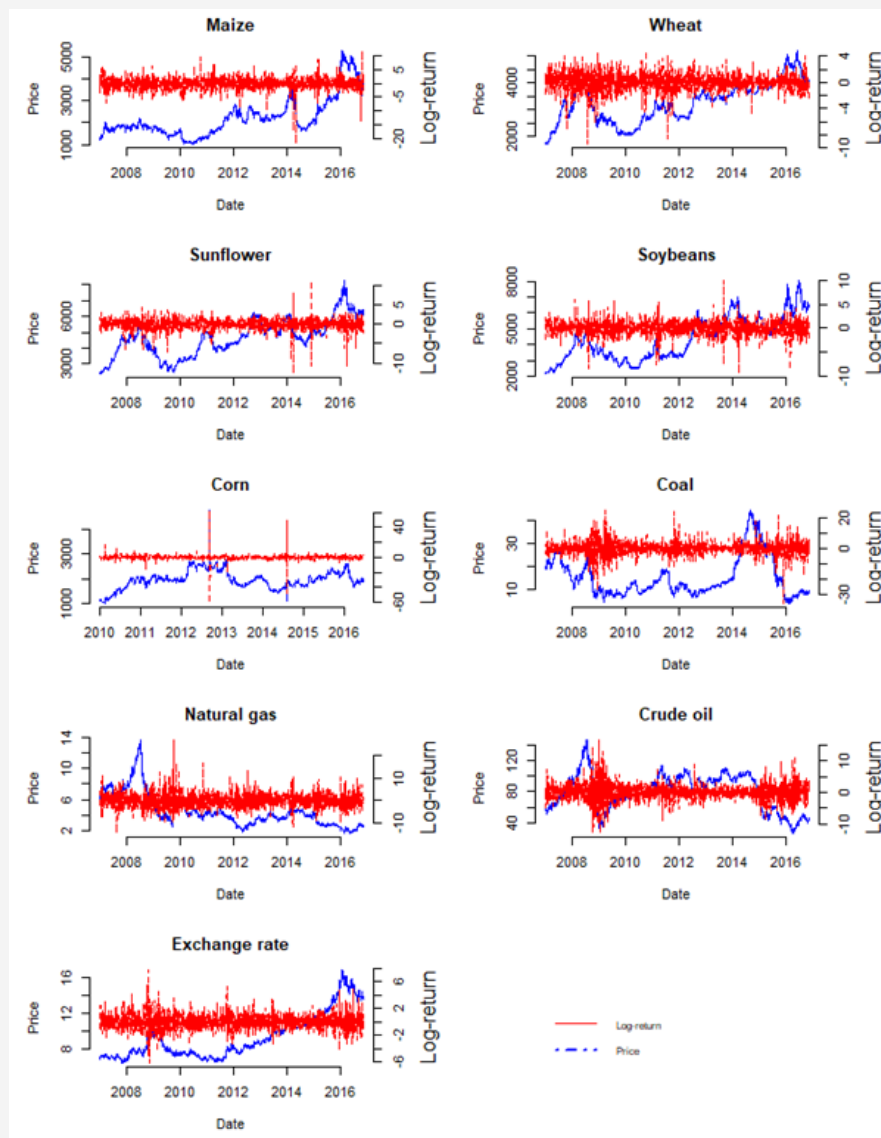 Maize
Price
1000 3000 5000
5 -5 -20
Log-return
2008 2010 2012 2014 2016
Date
Wheat
Price
2000 4000
4 0 -4 -10
Log-return
2008 2010 2012 2014 2016
Date
Sunflower
Price
3000 6000
5 0 -10
Log-return
2008 2010 2012 2014 2016
Date
Soybeans
Price
2000 5000 8000
10 5 0 -10
Log-return
2008 2010 2012 2014 2016
Date
Corn
Price
1000 3000
40 0 -60
Log-return
2010 2011 2012 2013 2014 2015 2016
Date
Coal
Price
10 30
20 0 -30
Log-return
2008 2010 2012 2014 2016
Date
Natural gas
Price
2 6 10 14
10 -10
Log-return
2008 2010 2012 2014 2016
Date
Crude oil
Price
40 80 120
10 0 -10
Log-return
2008 2010 2012 2014 2016
Date
Exchange rate
Price
8 12 16
6 2 -2 -6
Log-return
2008 2010 2012 2014 2016
Date
Log-return
Price